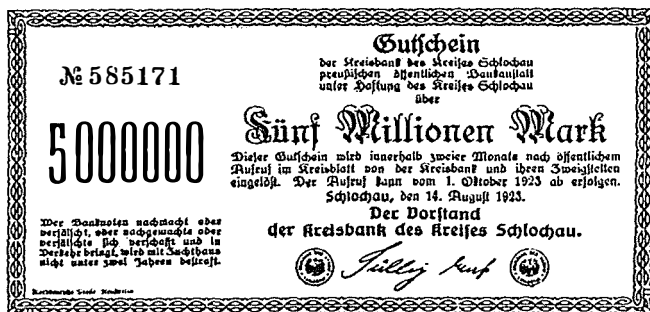 № 585171
5000000
Wer Banknoten nachmacht oder
verfälscht, oder nachgemachte oder
verfälschte sich verschafft und in
Verkehr bringt, wird mit Zuchthaus
nicht unter zwei Jahren bestraft.
Gutschein
der Kreisbank des Kreises Schlochau
preußischen öffentlichen Bankanstalt
unter Haftung des Kreises Schlochau
über
Fünf Millionen Mark
Dieser Gutschein wird innerhalb zweier Monate nach öffentlichem
Aufruf im Kreisblatt von der Kreisbank und ihren Zweigstellen
eingelöst. Der Aufruf kann vom 1. Oktober 1923 ab erfolgen.
Schlochau, den 14. August 1923.
Der Vorstand
der Kreisbank des Kreises Schlochau.